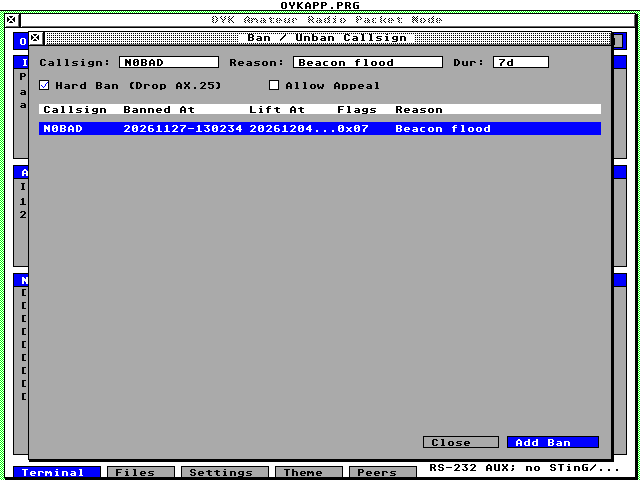 OYKAPP.PRG
OYK Amateur Radio Packet Node
Ban / Unban Callsign
Callsign: N0BAD Reason: Beacon flood Dur: 7d
Hard Ban (Drop AX.25) Allow Appeal
Callsign Banned At Lift At Flags Reason
N0BAD 20261127-130234 20261204...0x07 Beacon flood
Close Add Ban
Terminal Files Settings Theme Peers RS-232 AUX; no STinG/...